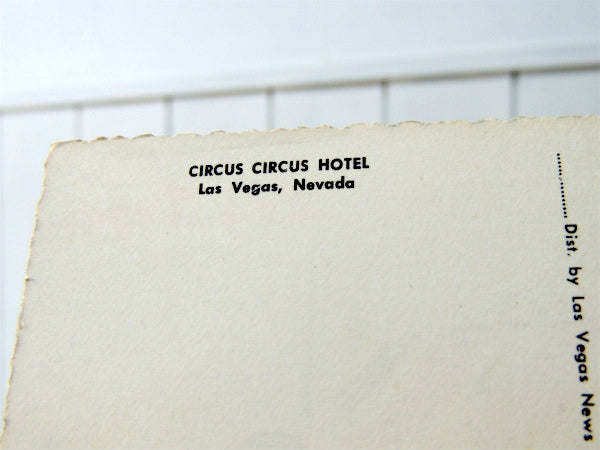 CIRCUS CIRCUS HOTEL
Las Vegas, Nevada
Dist. by Las Vegas News